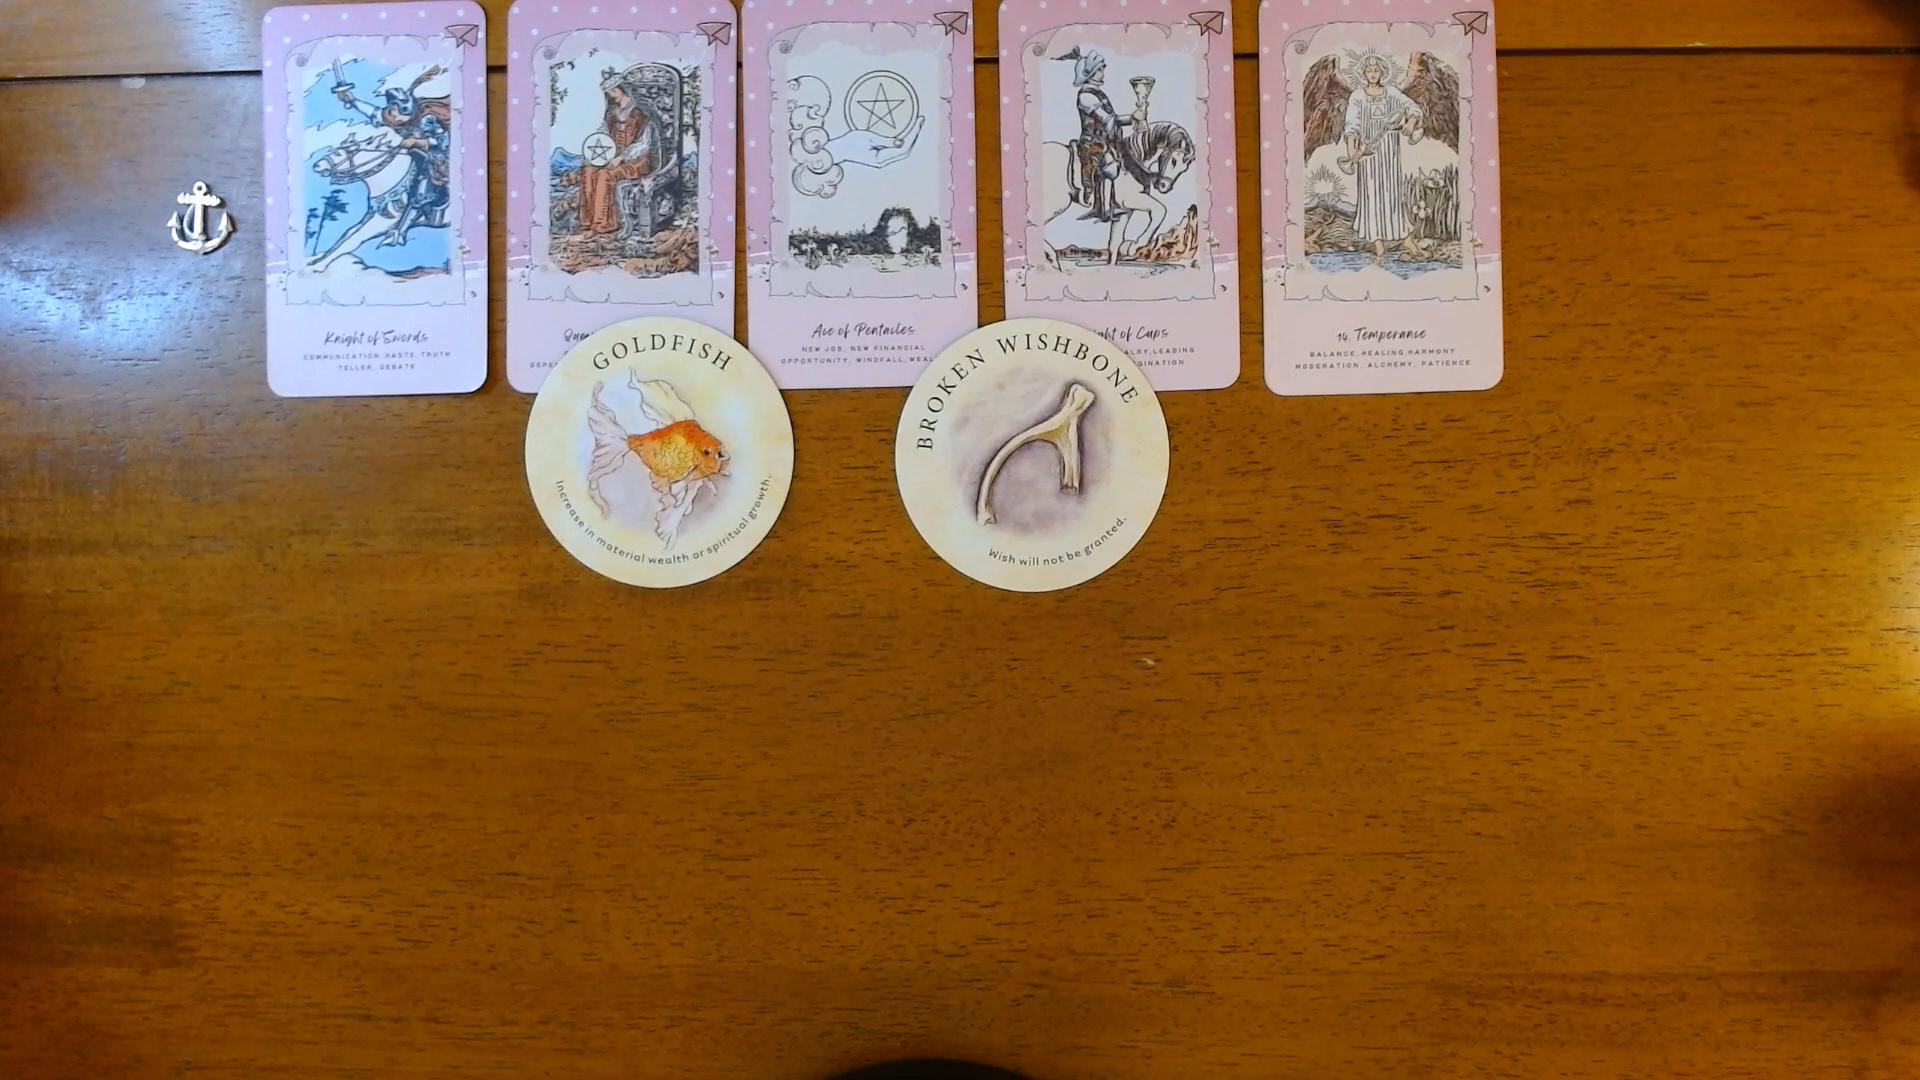 Knight of Swords
COMMUNICATION, HASTE, TRUTH
TELLER, DEBATE
Ace of Pentacles
NEW JOB, NEW FINANCIAL
OPPORTUNITY, WINDFALL,
of Cups
14. Temperance
BALANCE, HEALING, HARMONY
MODERATION, ALCHEMY, PATIENCE
GOLDFISH
Increase in material wealth or spiritual growth.
BROKEN WISHBONE
Wish will not be granted.